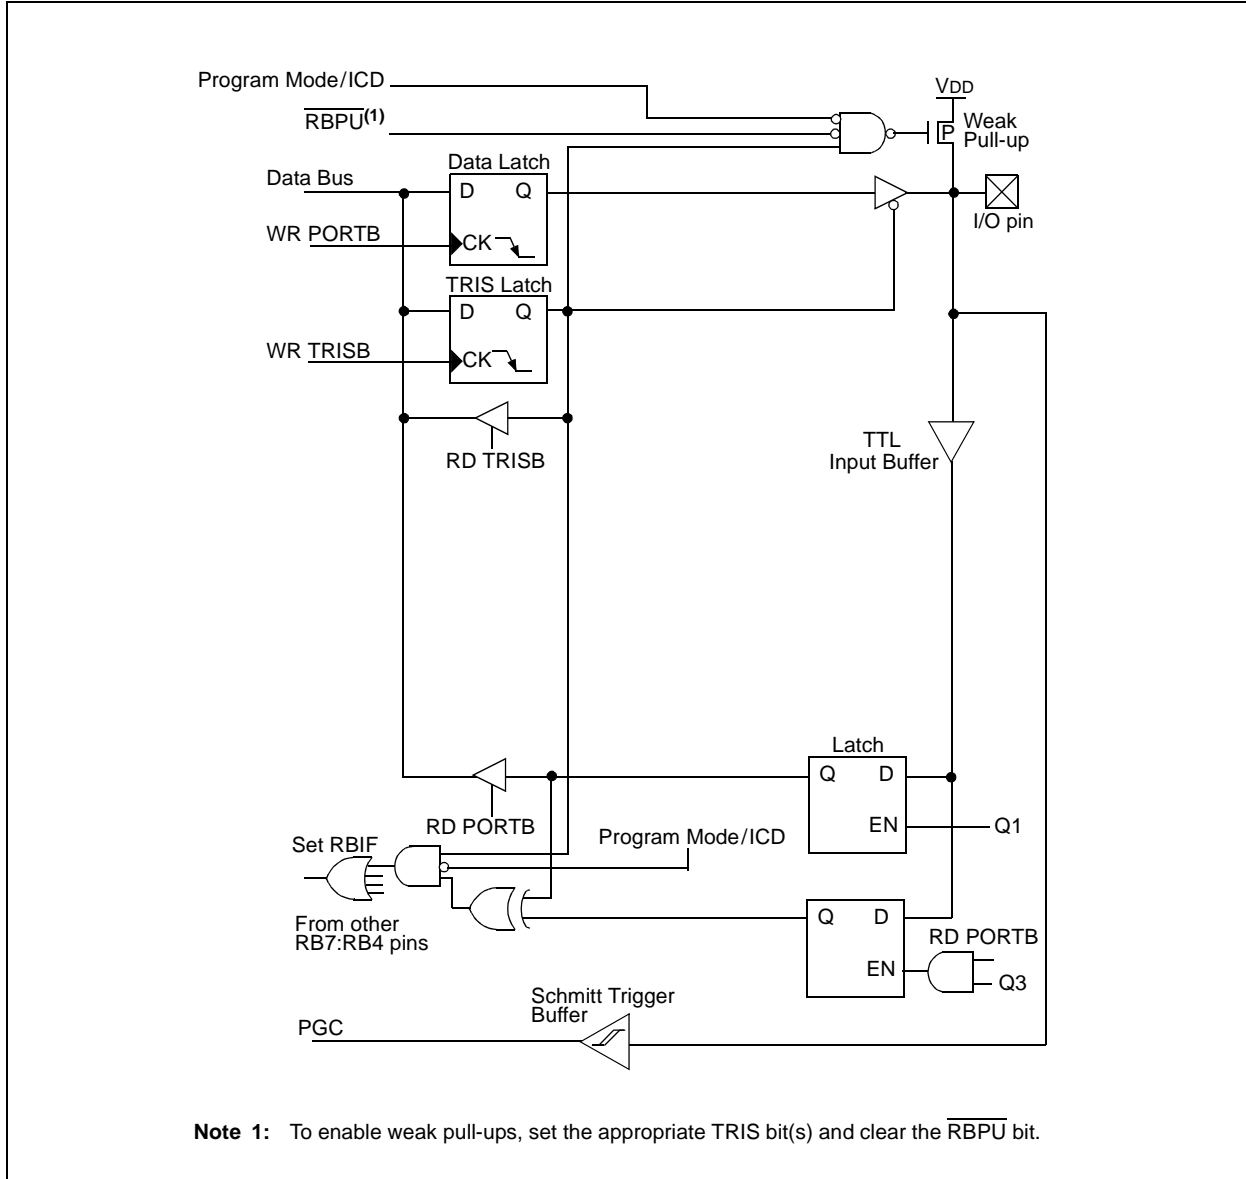 Program Mode/ICD
VDD
RBPU(1)
P
Weak
Pull-up
Data Latch
Data Bus
D Q
I/O pin
WR PORTB
CK
TRIS Latch
D Q
WR TRISB
CK
RD TRISB
TTL
Input Buffer
Latch
Q D
RD PORTB
EN
Q1
Set RBIF
Program Mode/ICD
From other
RB7:RB4 pins
Q D
RD PORTB
EN
Q3
Schmitt Trigger
Buffer
PGC
Note 1: To enable weak pull-ups, set the appropriate TRIS bit(s) and clear the RBPU bit.